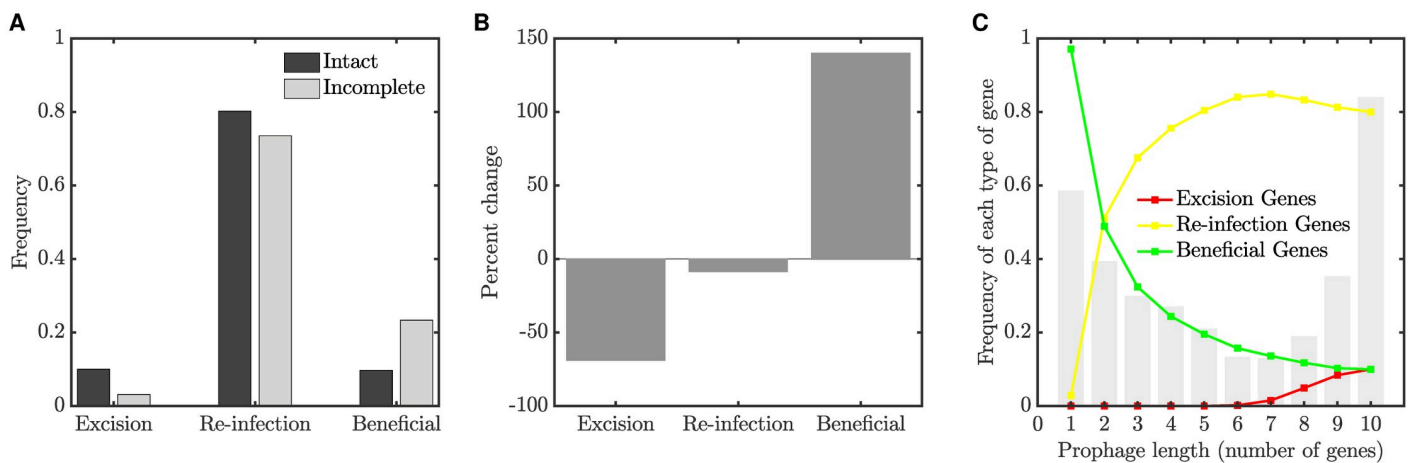 A
Frequency
1
0.8
0.6
0.4
0.2
0
Intact
Incomplete
Excision
Re-infection
Beneficial
B
Percent change
150
100
50
0
-50
-100
Excision
Re-infection
Beneficial
C
Frequency of each type of gene
1
0.8
0.6
0.4
0.2
0
Excision Genes
Re-infection Genes
Beneficial Genes
0 1 2 3 4 5 6 7 8 9 10
Prophage length (number of genes)